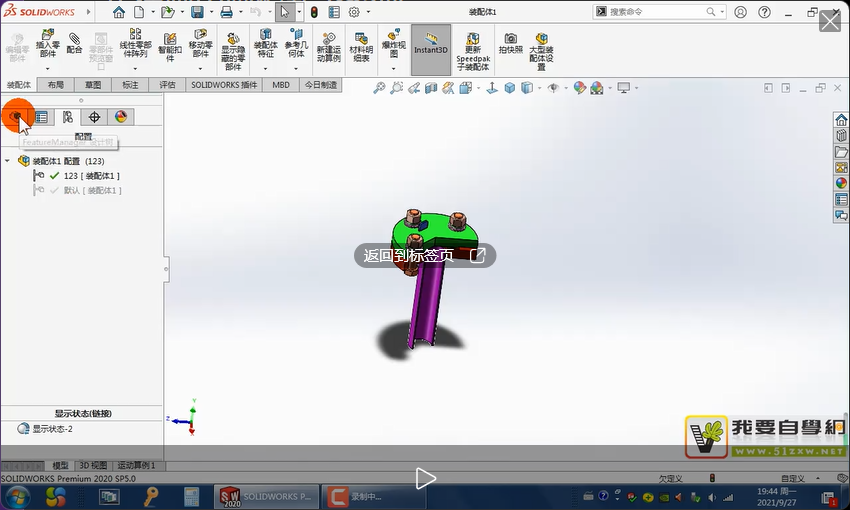 SOLIDWORKS
装配体1
搜索命令
编辑零部件
插入零部件
配合
零部件预览窗口
线性零部件阵列
智能扣件
移动零部件
显示隐藏的零部件
装配体特征
参考几何体
新建运动算例
材料明细表
爆炸视图
Instant3D
更新Speedpak子装配体
拍快照
大型装配体设置
装配体
布局
草图
标注
评估
SOLIDWORKS 插件
MBD
今日制造
配置
装配体1 配置 (123)
123 [ 装配体1 ]
默认 [ 装配体1 ]
返回到标签页
Y
Z
显示状态(链接)
显示状态-2
我要自學網
WWW.51ZXW.NET
模型
3D 视图
运动算例 1
SOLIDWORKS Premium 2020 SP5.0
欠定义
自定义
SW
2020
SOLIDWORKS P...
录制中...
19:44 周一
2021/9/27